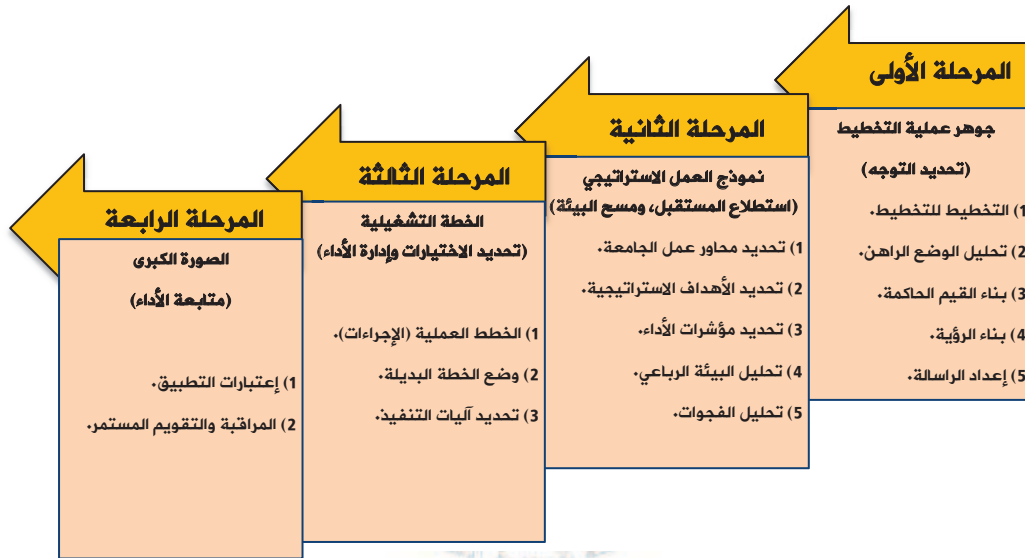 المرحلة الأولى
جوهر عملية التخطيط
(تحديد التوجه)
1) التخطيط للتخطيط.
2) تحليل الوضع الراهن.
3) بناء القيم الحاكمة.
4) بناء الرؤية.
5) إعداد الراسالة.
المرحلة الثانية
نموذج العمل الاستراتيجي
(استطلاع المستقبل، ومسح البيئة)
1) تحديد محاور عمل الجامعة.
2) تحديد الأهداف الاستراتيجية.
3) تحديد مؤشرات الأداء.
4) تحليل البيئة الرباعي.
5) تحليل الفجوات.
المرحلة الثالثة
الخطة التشغيلية
(تحديد الاختيارات وإدارة الأداء)
1) الخطط العملية (الإجراءات).
2) وضع الخطة البديلة.
3) تحديد آليات التنفيذ.
المرحلة الرابعة
الصورة الكبرى
(متابعة الأداء)
1) إعتبارات التطبيق.
2) المراقبة والتقويم المستمر.